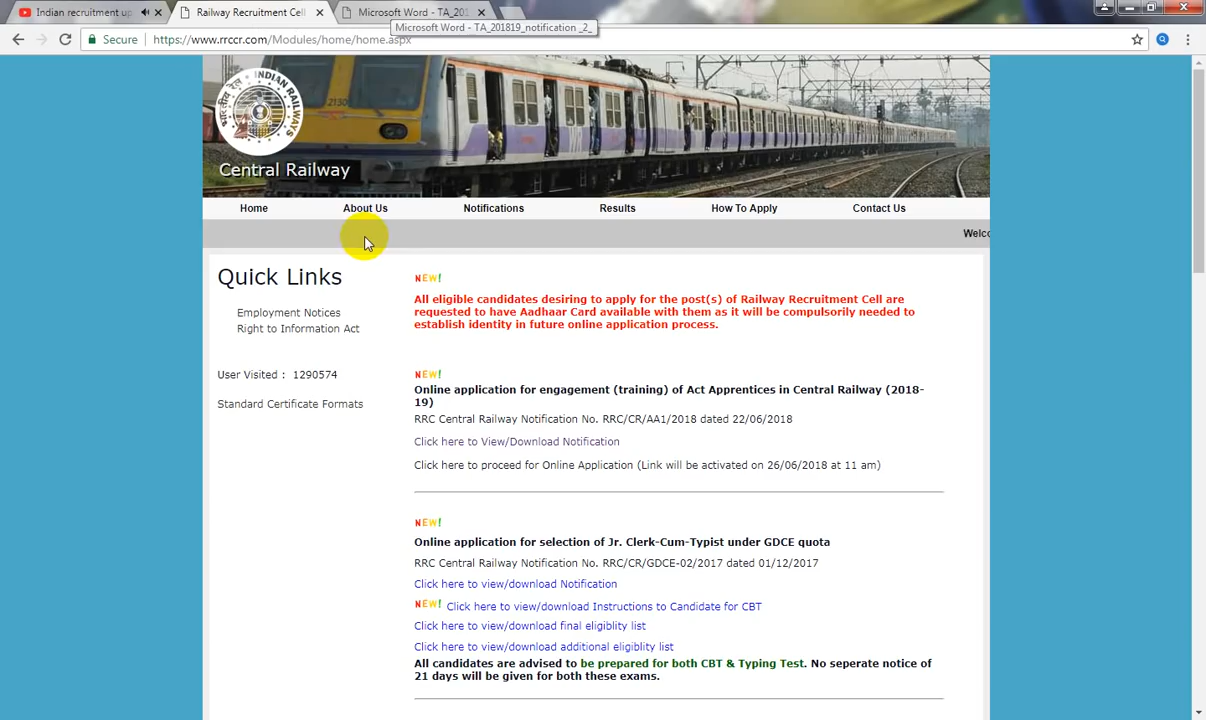 Indian recruitment up
Railway Recruitment Cell
Microsoft Word - TA_201
Microsoft Word - TA_201819_notification _2_
Secure
https://www.rrccr.com/Modules/home/home.aspx
INDIAN RAILWAYS
2130
Central Railway
Home
About Us
Notifications
Results
How To Apply
Contact Us
Welco
Quick Links
Employment Notices
Right to Information Act
User Visited : 1290574
Standard Certificate Formats
NEW!
All eligible candidates desiring to apply for the post(s) of Railway Recruitment Cell are
requested to have Aadhaar Card available with them as it will be compulsorily needed to
establish identity in future online application process.
NEW!
Online application for engagement (training) of Act Apprentices in Central Railway (2018-
19)
RRC Central Railway Notification No. RRC/CR/AA1/2018 dated 22/06/2018
Click here to View/Download Notification
Click here to proceed for Online Application (Link will be activated on 26/06/2018 at 11 am)
NEW!
Online application for selection of Jr. Clerk-Cum-Typist under GDCE quota
RRC Central Railway Notification No. RRC/CR/GDCE-02/2017 dated 01/12/2017
Click here to view/download Notification
NEW! Click here to view/download Instructions to Candidate for CBT
Click here to view/download final eligiblity list
Click here to view/download additional eligiblity list
All candidates are advised to be prepared for both CBT & Typing Test. No seperate notice of
21 days will be given for both these exams.